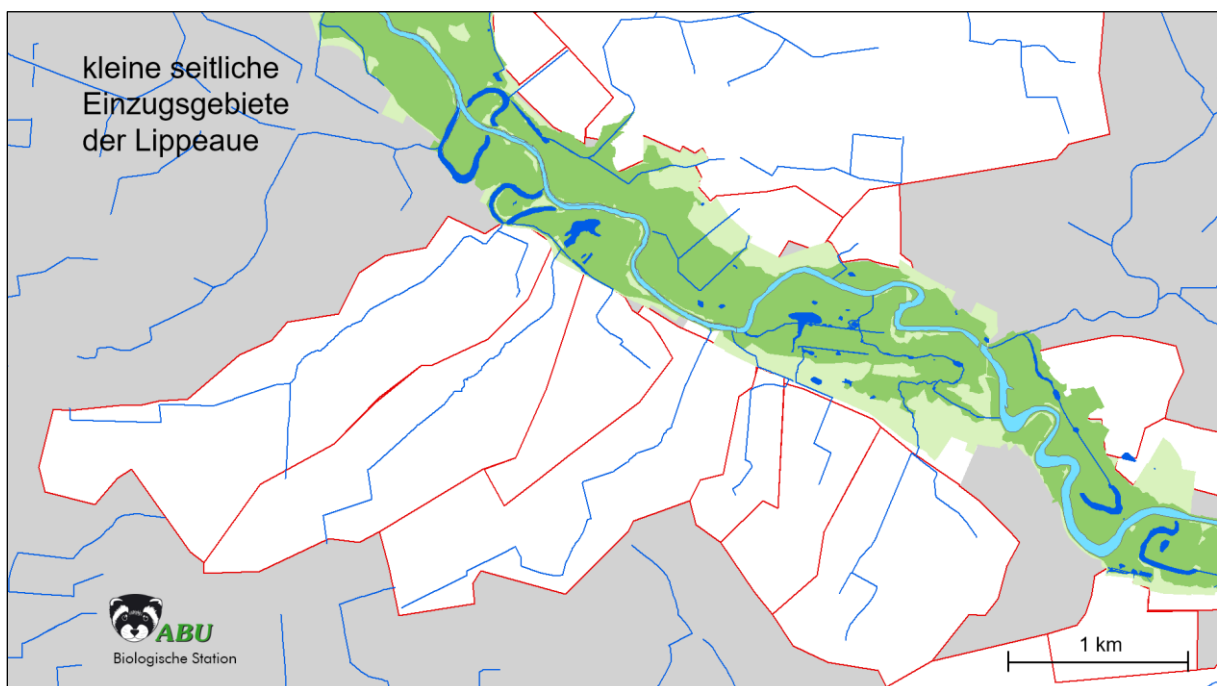 kleine seitliche
Einzugsgebiete
der Lippeaue
ABU
Biologische Station
1 km